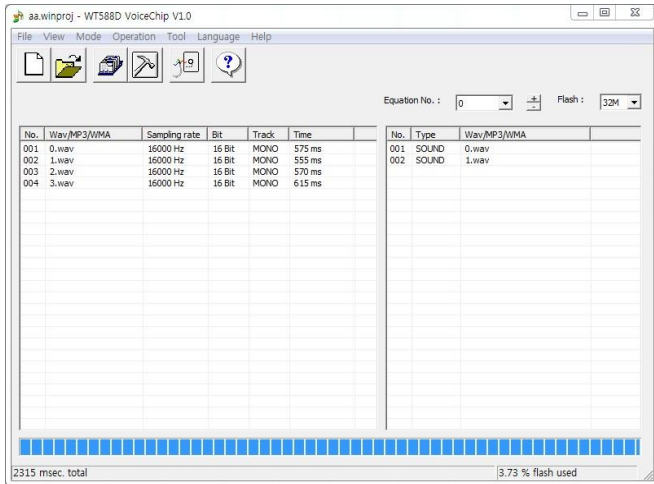 aa.winproj - WT588D VoiceChip V1.0
File View Mode Operation Tool Language Help
Equation No. : 0 + - Flash : 32M
No. Wav/MP3/WMA Sampling rate Bit Track Time
001 0.wav 16000 Hz 16 Bit MONO 575 ms
002 1.wav 16000 Hz 16 Bit MONO 555 ms
003 2.wav 16000 Hz 16 Bit MONO 570 ms
004 3.wav 16000 Hz 16 Bit MONO 615 ms
No. Type Wav/MP3/WMA
001 SOUND 0.wav
002 SOUND 1.wav
2315 msec. total
3.73 % flash used